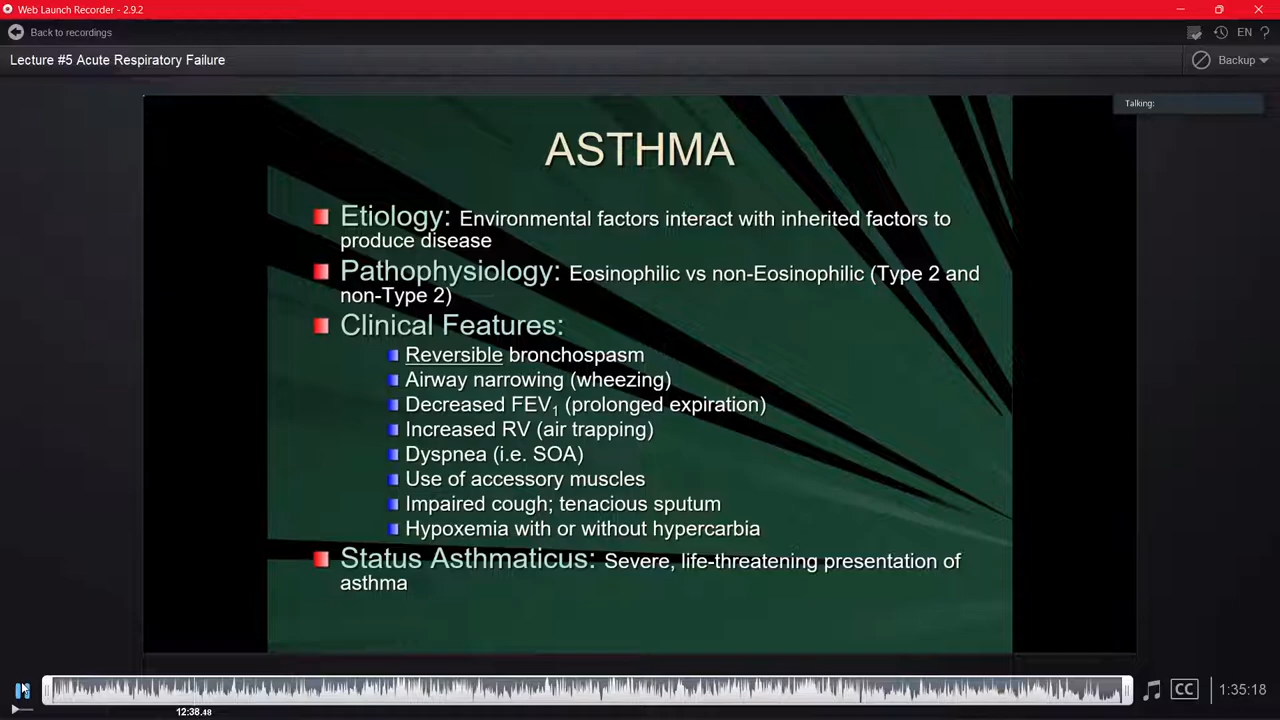 Web Launch Recorder - 2.9.2
Back to recordings
EN ?
Lecture #5 Acute Respiratory Failure
Backup
Talking:
ASTHMA
Etiology: Environmental factors interact with inherited factors to
produce disease
Pathophysiology: Eosinophilic vs non-Eosinophilic (Type 2 and
non-Type 2)
Clinical Features:
Reversible bronchospasm
Airway narrowing (wheezing)
Decreased FEV₁ (prolonged expiration)
Increased RV (air trapping)
Dyspnea (i.e. SOA)
Use of accessory muscles
Impaired cough; tenacious sputum
Hypoxemia with or without hypercarbia
Status Asthmaticus: Severe, life-threatening presentation of
asthma
CC
1:35:18
12:38.48